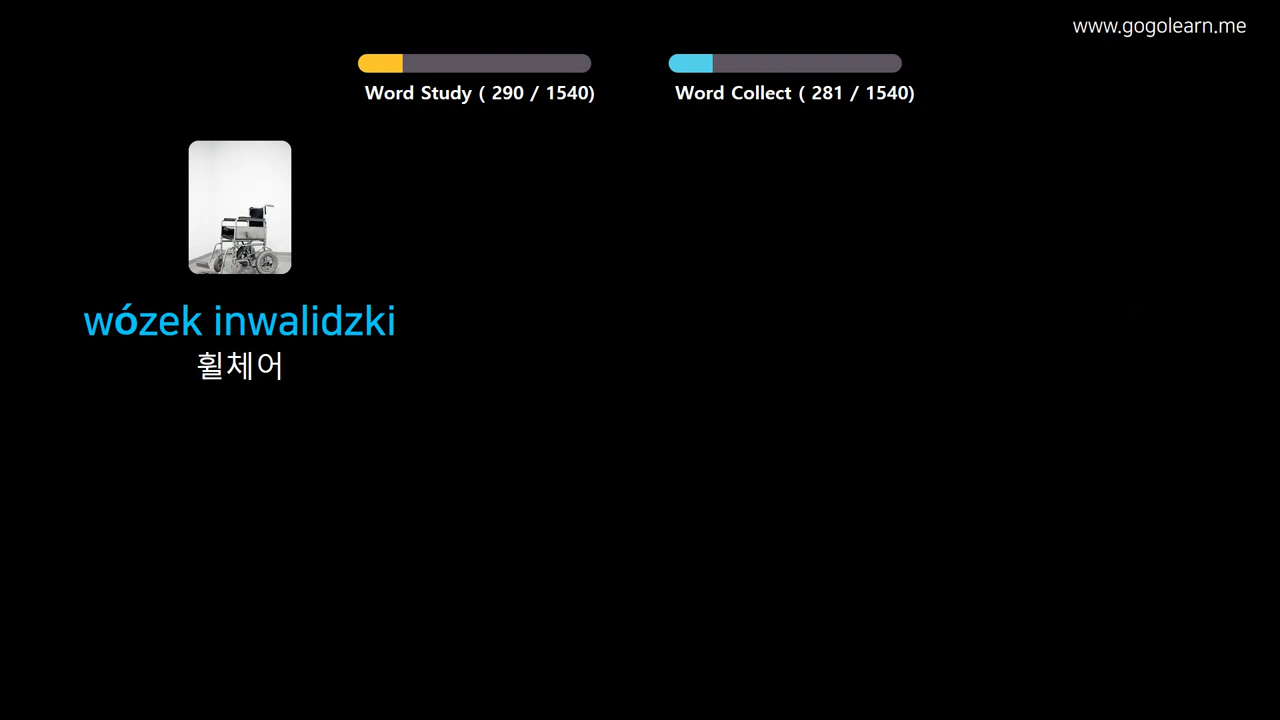 www.gogolearn.me
Word Study ( 290 / 1540)
Word Collect ( 281 / 1540)
wózek inwalidzki
휠체어